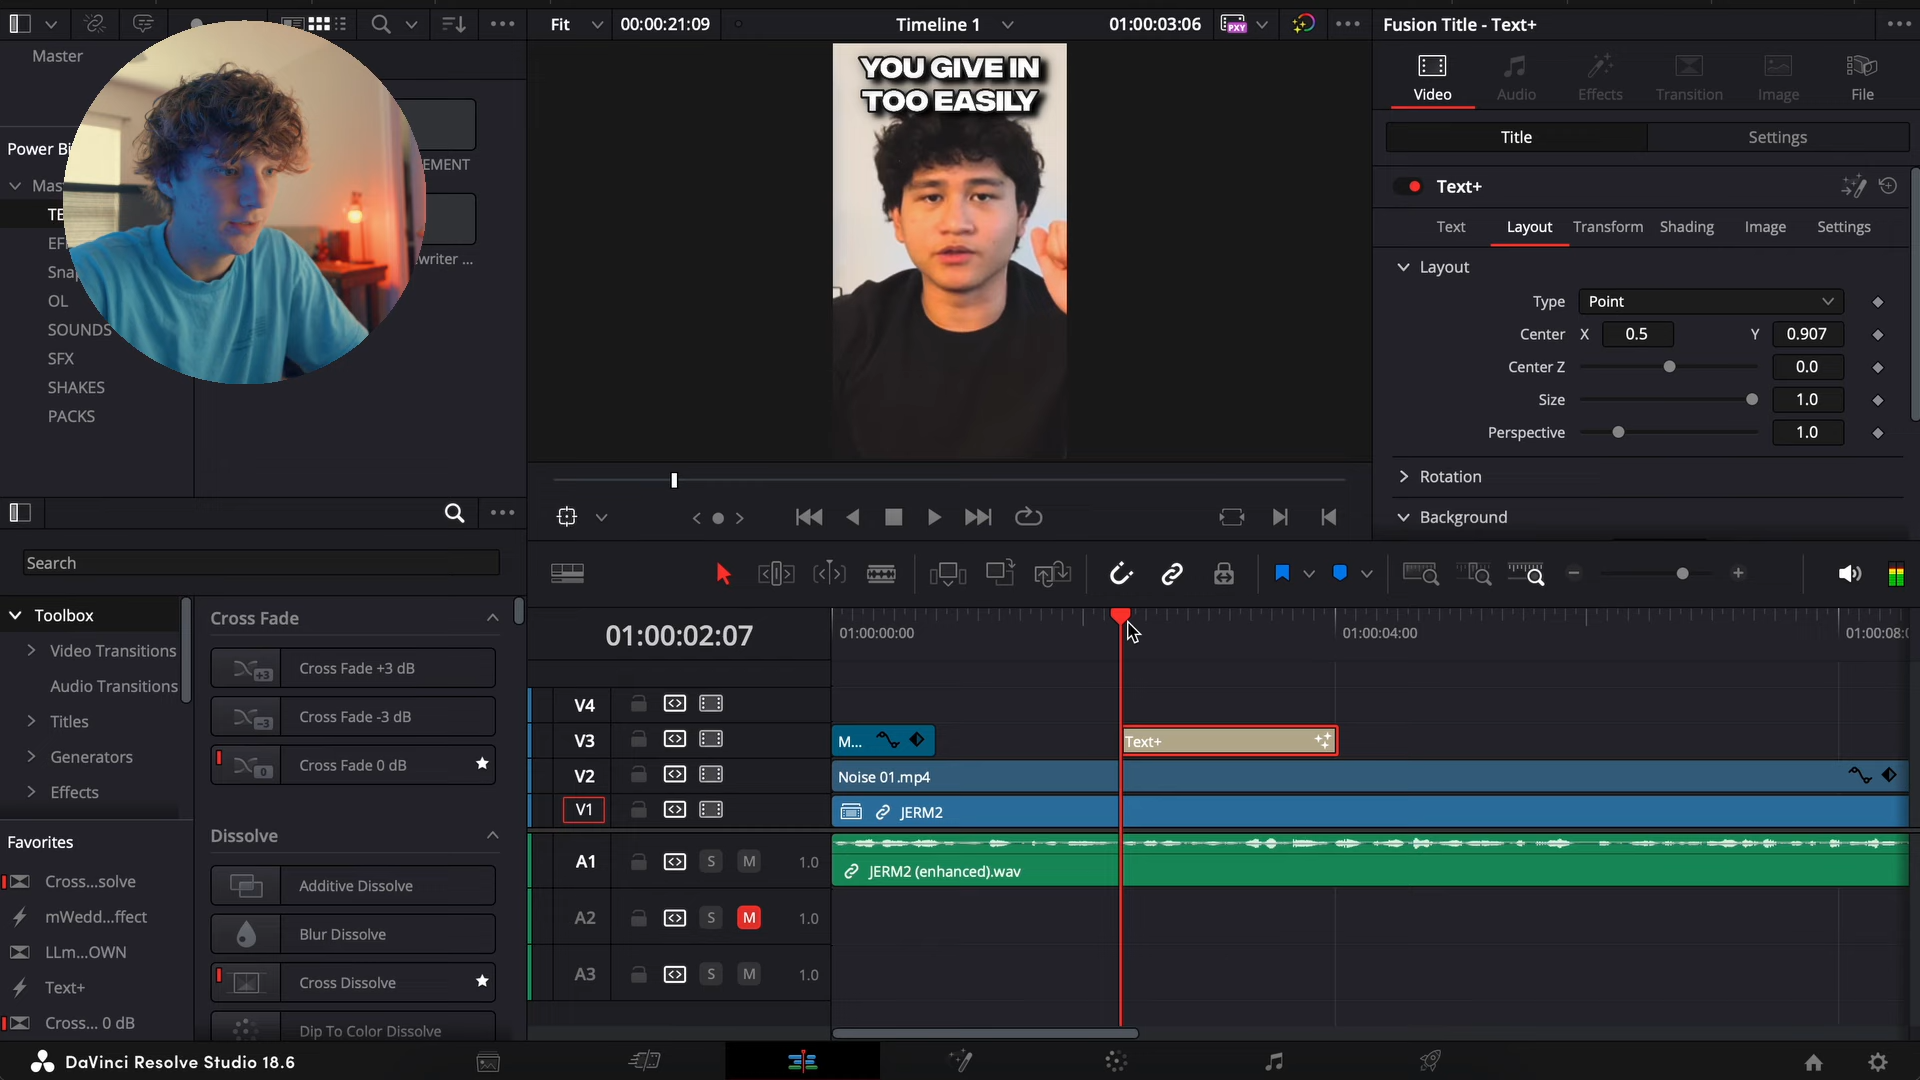 Fit
00:00:21:09
Timeline 1
01:00:03:06
PXY
Fusion Title - Text+
Master
Video
Audio
Effects
Transition
Image
File
YOU GIVE IN
TOO EASILY
Title
Settings
Power Bi
EMENT
Text+
Text
Layout
Transform
Shading
Image
Settings
OL
SOUNDS
SFX
SHAKES
PACKS
writer ...
Layout
Type
Point
Center
X
0.5
Y
0.907
Center Z
0.0
Size
1.0
Perspective
1.0
Rotation
Background
Search
Toolbox
Video Transitions
Audio Transitions
Titles
Generators
Effects
Cross Fade
+3
Cross Fade +3 dB
-3
Cross Fade -3 dB
0
Cross Fade 0 dB
Dissolve
Additive Dissolve
Blur Dissolve
Cross Dissolve
Dip To Color Dissolve
Favorites
Cross...solve
mWedd...ffect
LLm...OWN
Text+
Cross... 0 dB
01:00:02:07
01:00:00:00
01:00:04:00
01:00:08:
V4
V3
M...
Text+
V2
Noise 01.mp4
V1
JERM2
A1
S
M
1.0
JERM2 (enhanced).wav
A2
S
M
1.0
A3
S
M
1.0
DaVinci Resolve Studio 18.6